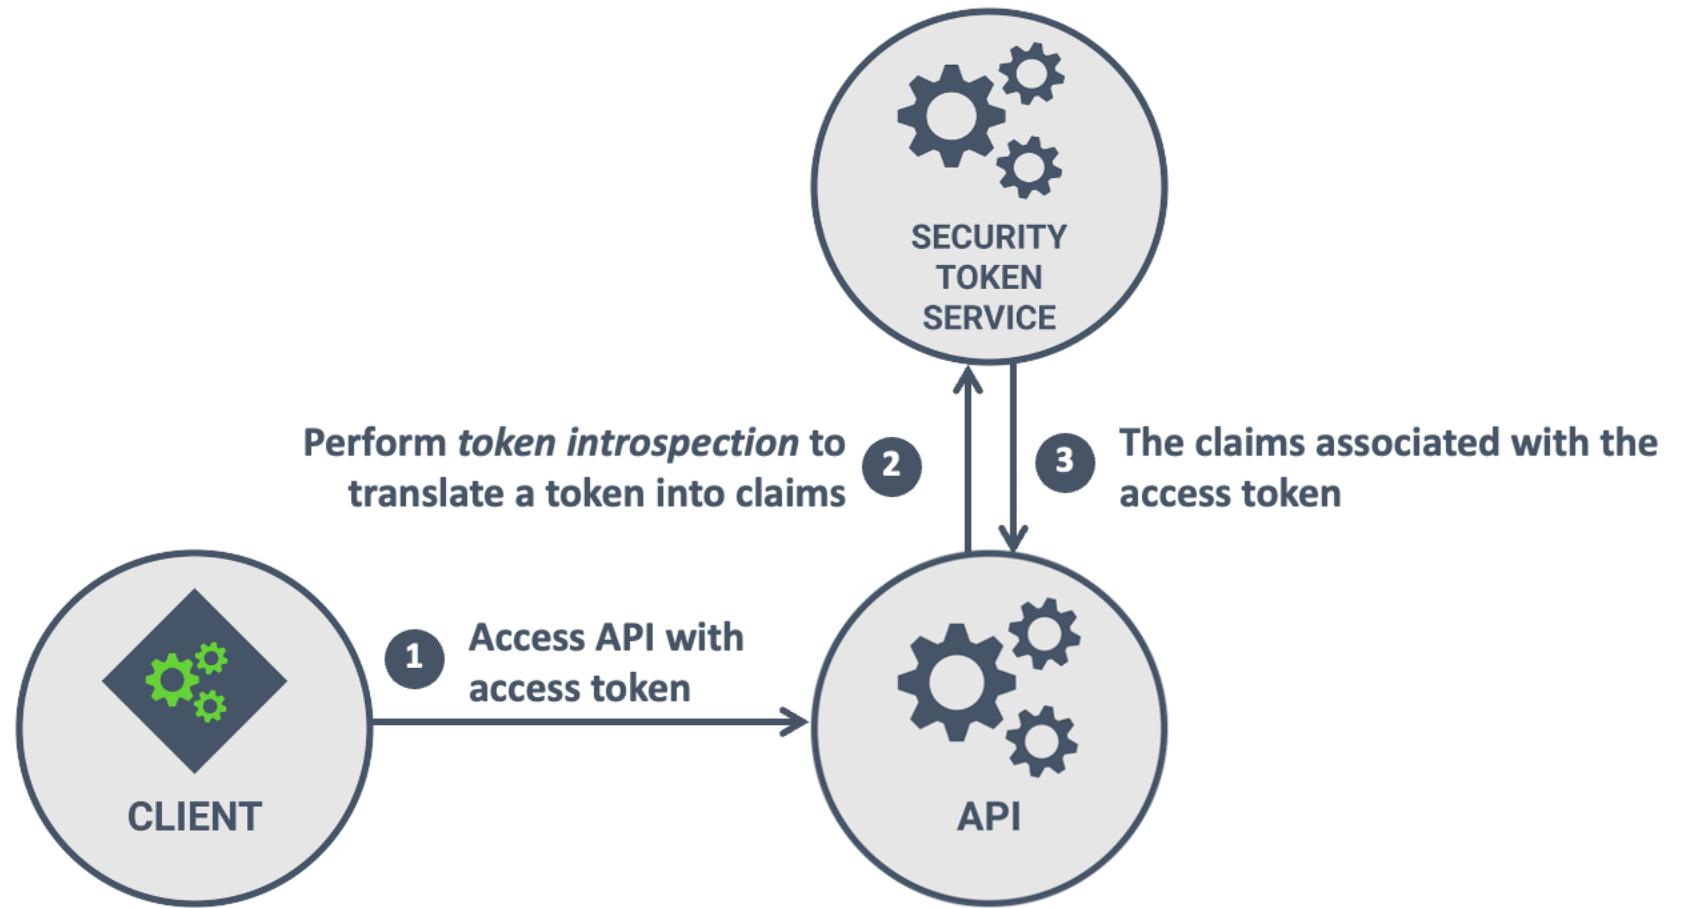 SECURITY
TOKEN
SERVICE
Perform token introspection to
translate a token into claims
2
3
The claims associated with the
access token
1
Access API with
access token
CLIENT
API